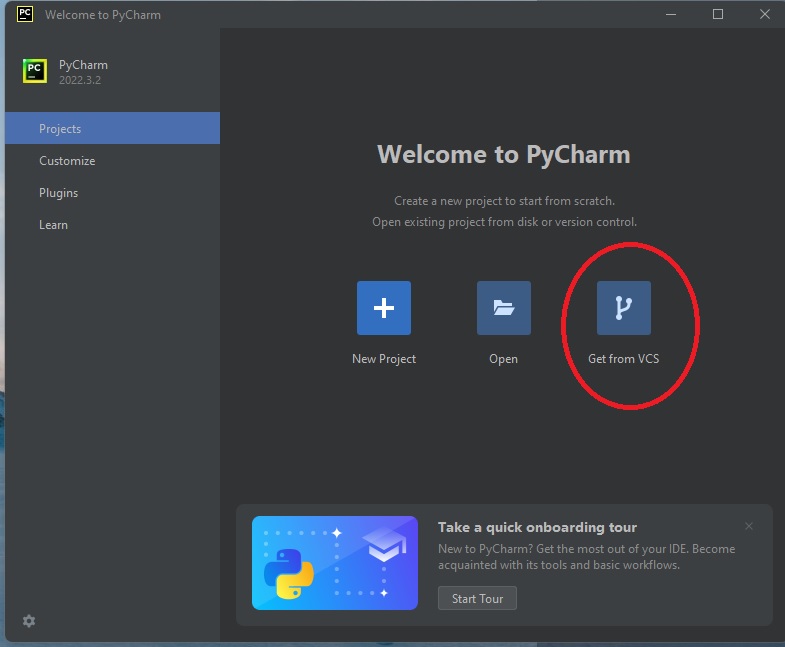 PC Welcome to PyCharm
PC PyCharm
2022.3.2
Projects
Customize
Plugins
Learn
Welcome to PyCharm
Create a new project to start from scratch.
Open existing project from disk or version control.
New Project
Open
Get from VCS
Take a quick onboarding tour
New to PyCharm? Get the most out of your IDE. Become
acquainted with its tools and basic workflows.
Start Tour